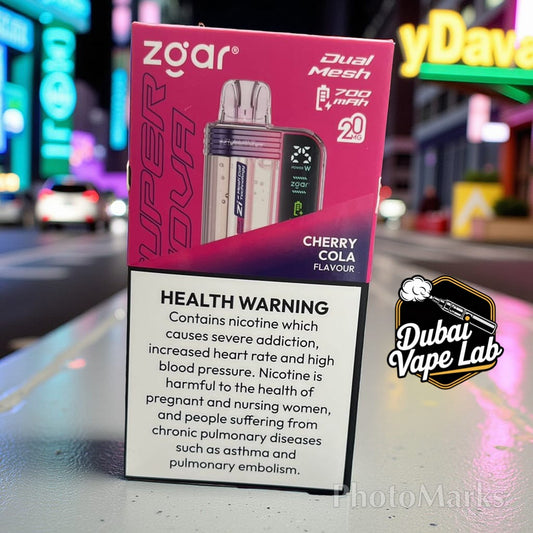 zgar®
Dual
Mesh
700
mAh
20
MG
SUPER
NOVA
W
zgar
CHERRY
COLA
FLAVOUR
HEALTH WARNING
Contains nicotine which
causes severe addiction,
increased heart rate and high
blood pressure. Nicotine is
harmful to the health of
pregnant and nursing women,
and people suffering from
chronic pulmonary diseases
such as asthma and
pulmonary embolism.
yDava
Dubai
Vape Lab
PhotoMarks